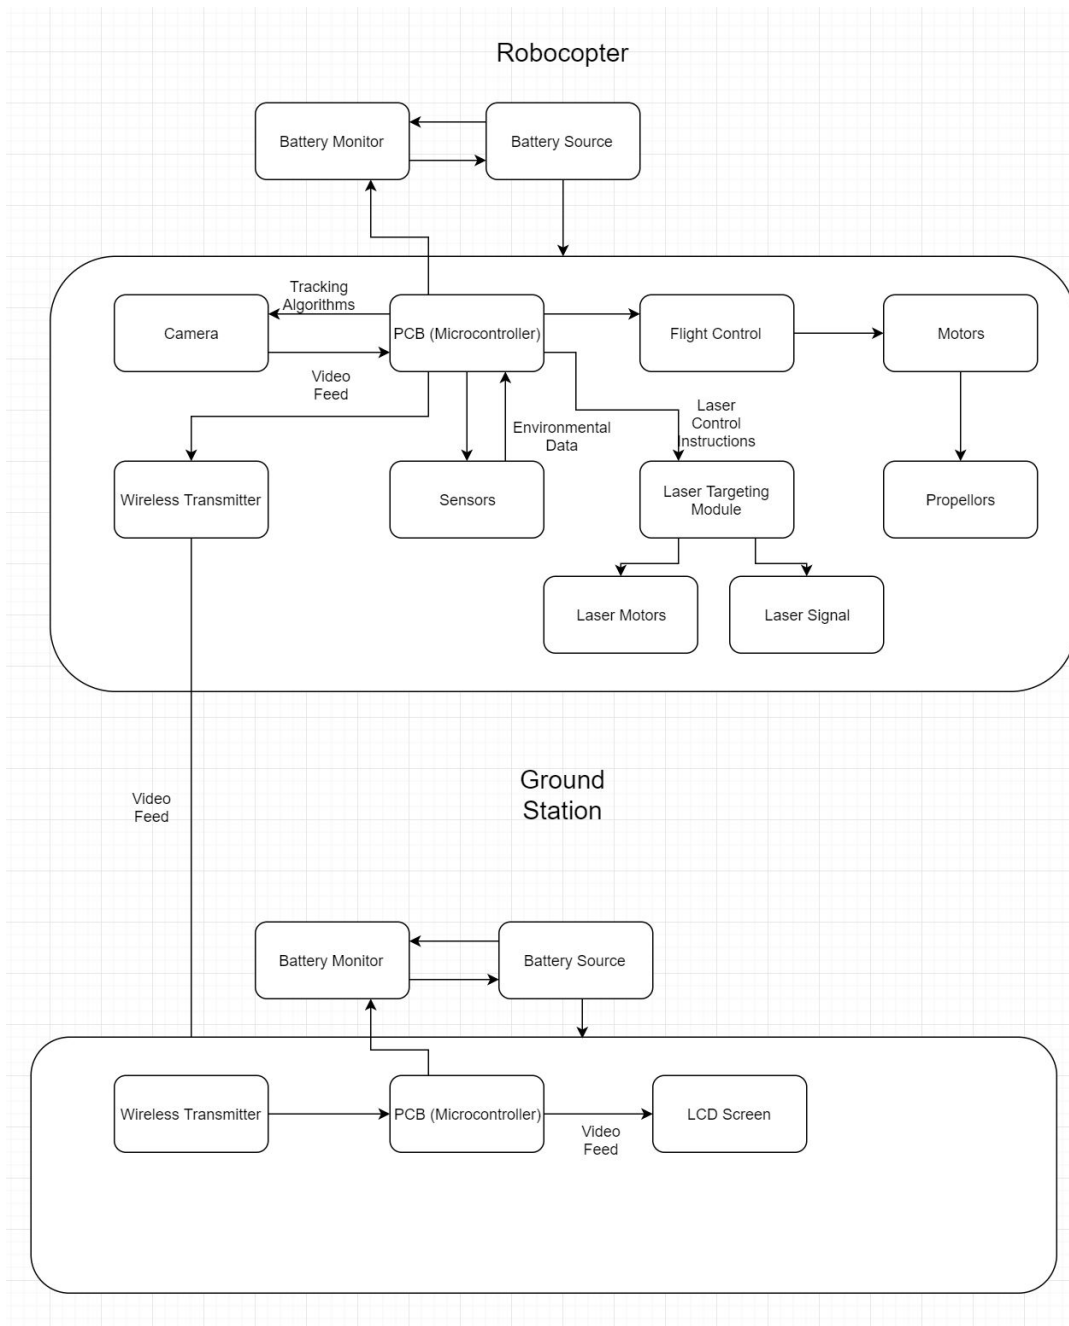 Robocopter
Battery Monitor
Battery Source
Tracking
Algorithms
Camera
PCB (Microcontroller)
Flight Control
Motors
Video
Feed
Environmental
Data
Laser
Control
Instructions
Wireless Transmitter
Sensors
Laser Targeting
Module
Propellors
Laser Motors
Laser Signal
Ground
Station
Video
Feed
Battery Monitor
Battery Source
Wireless Transmitter
PCB (Microcontroller)
LCD Screen
Video
Feed